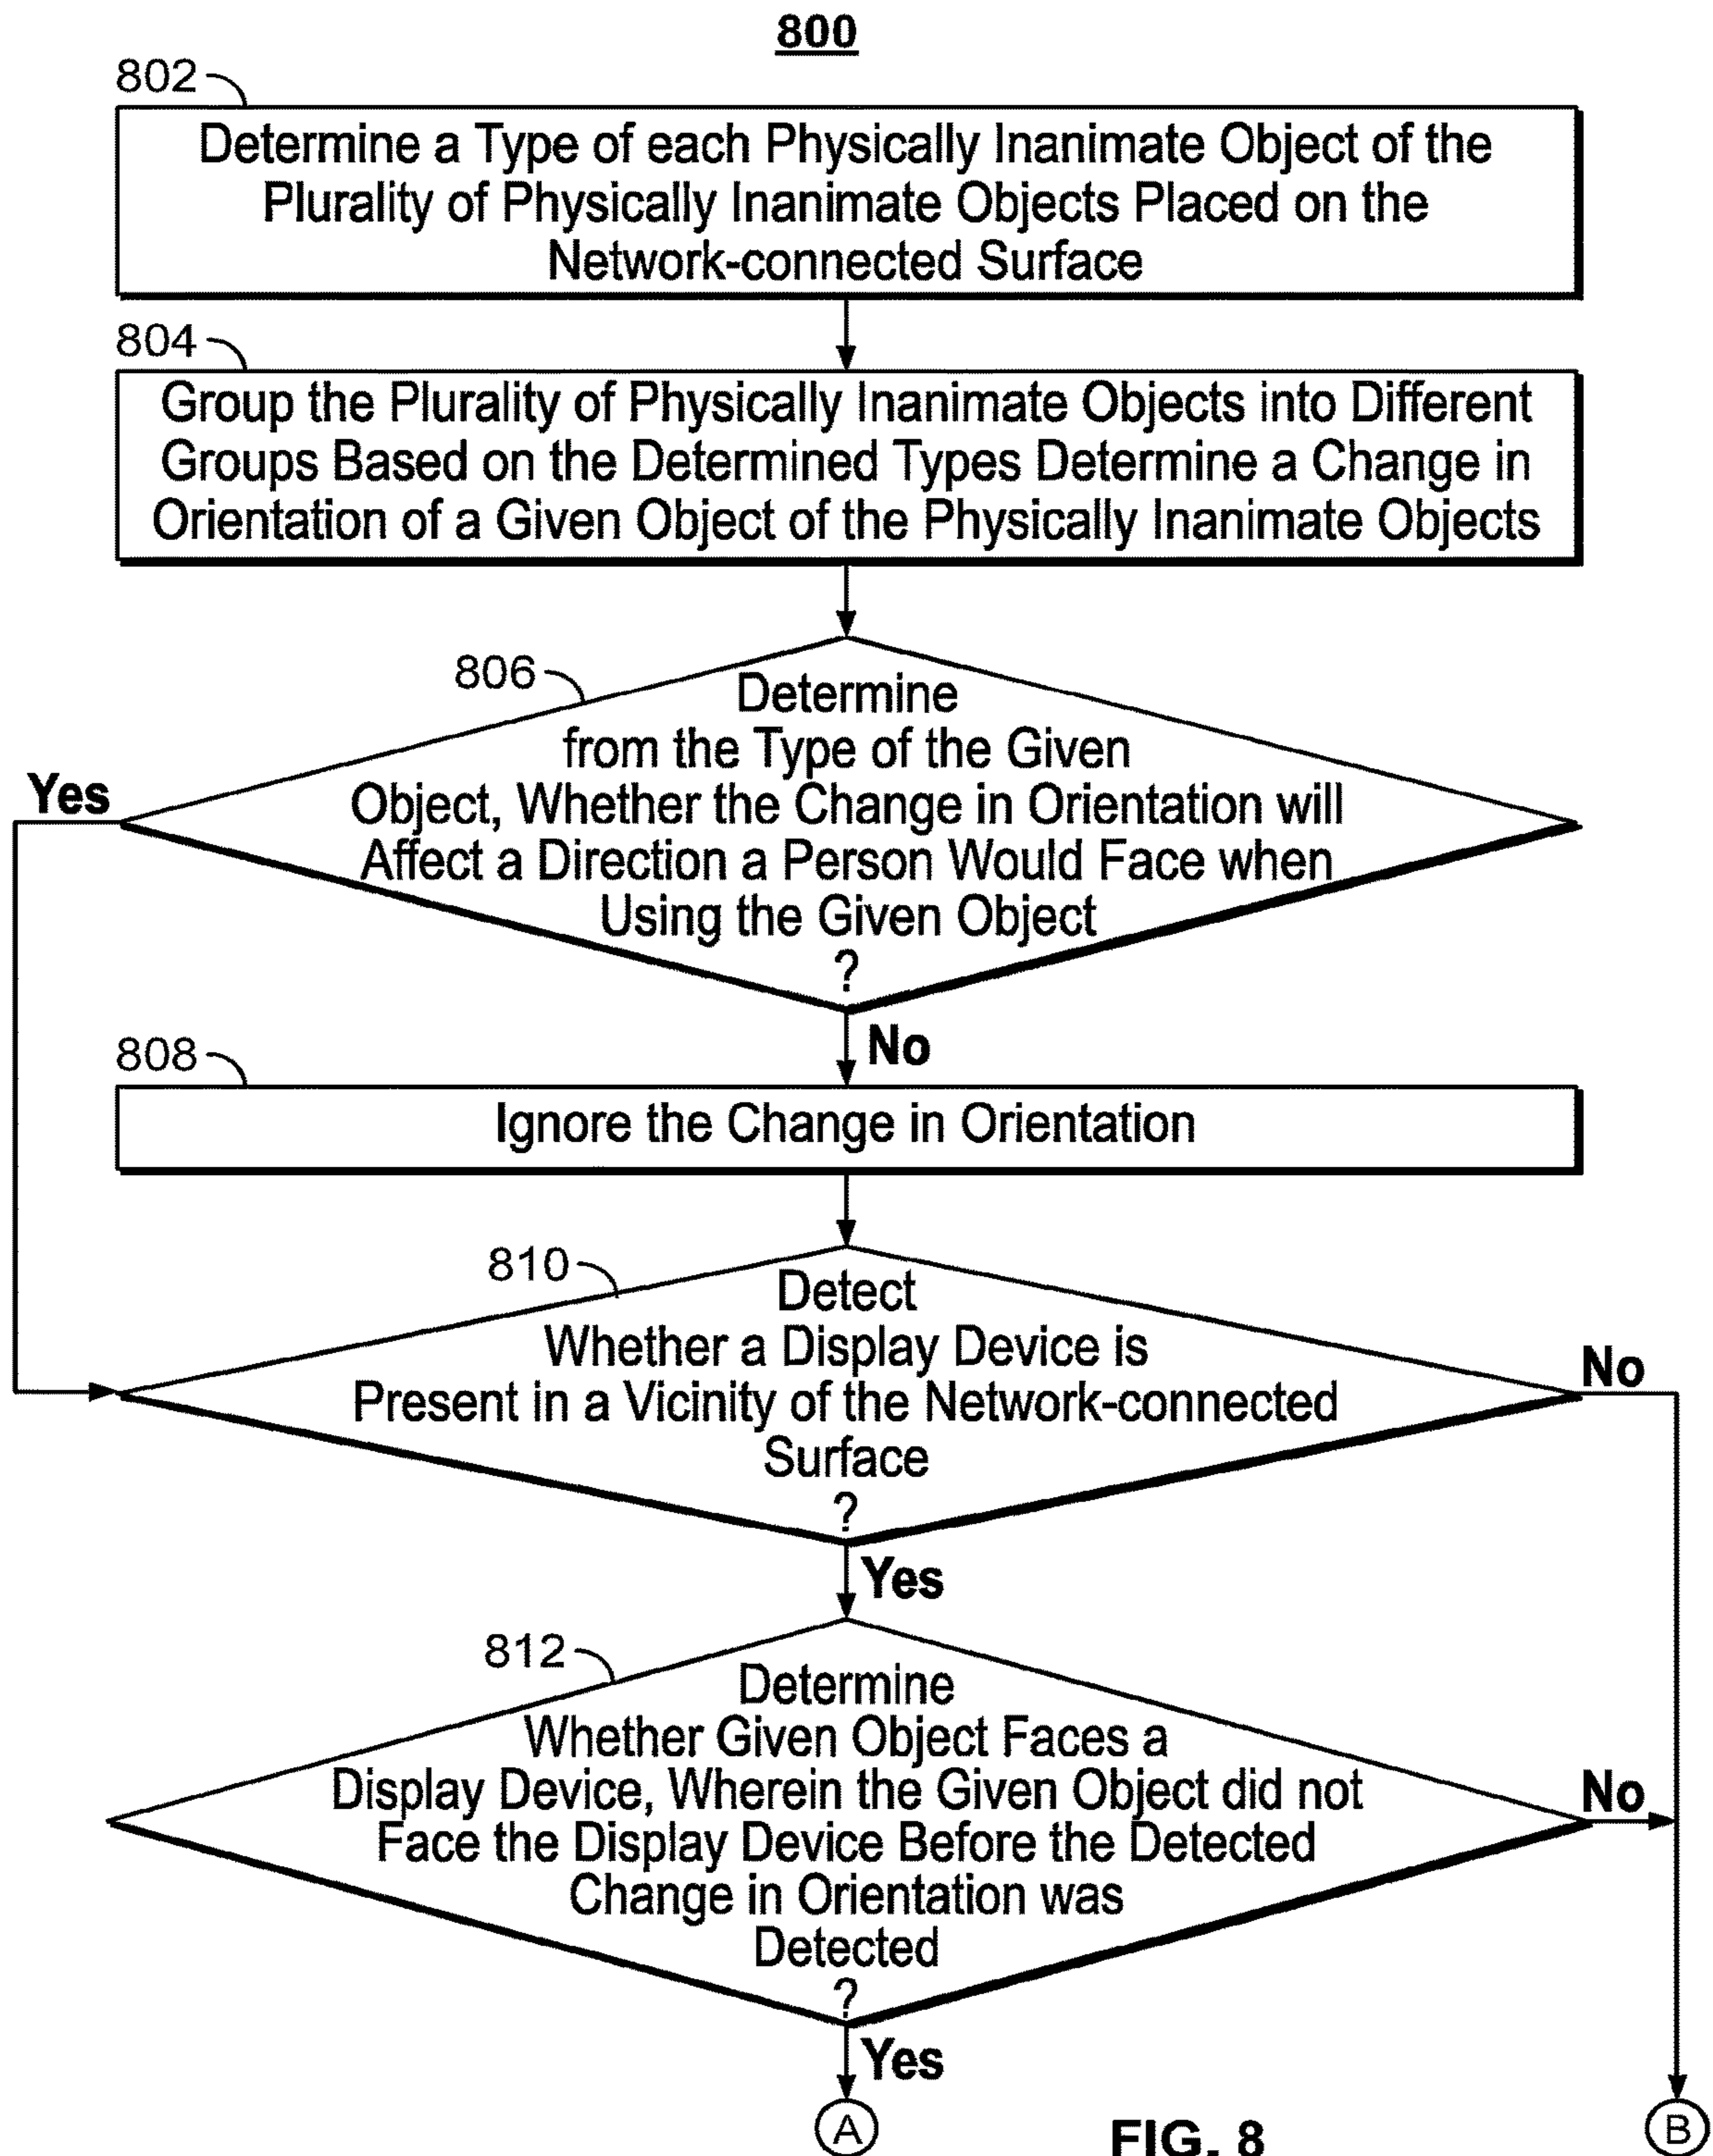 800
802
Determine a Type of each Physically Inanimate Object of the
Plurality of Physically Inanimate Objects Placed on the
Network-connected Surface
804
Group the Plurality of Physically Inanimate Objects into Different
Groups Based on the Determined Types Determine a Change in
Orientation of a Given Object of the Physically Inanimate Objects
806
Determine
from the Type of the Given
Object, Whether the Change in Orientation will
Affect a Direction a Person Would Face when
Using the Given Object
?
Yes
No
808
Ignore the Change in Orientation
810
Detect
Whether a Display Device is
Present in a Vicinity of the Network-connected
Surface
?
No
Yes
812
Determine
Whether Given Object Faces a
Display Device, Wherein the Given Object did not
Face the Display Device Before the Detected
Change in Orientation was
Detected
?
No
Yes
A
B
FIG. 8